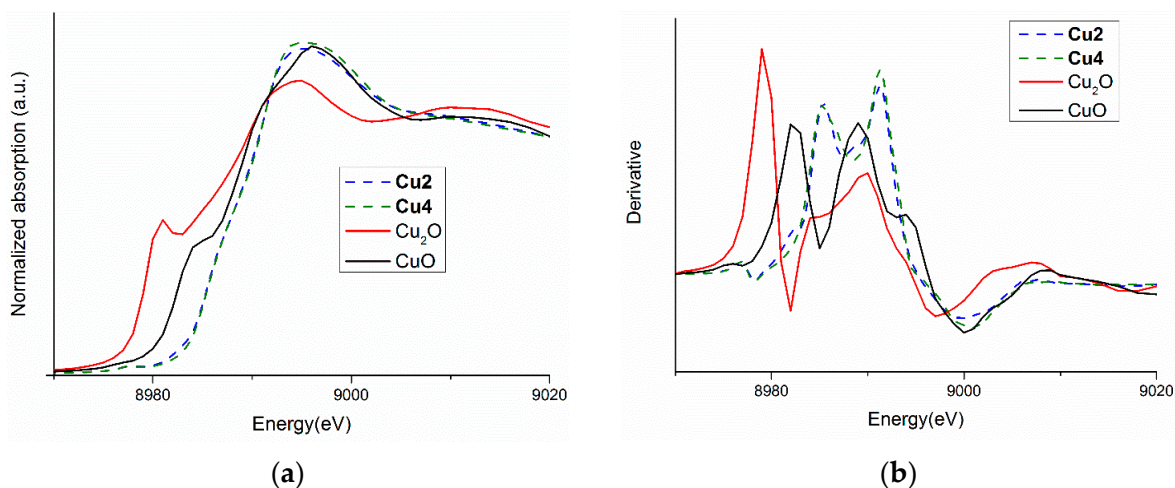 Normalized absorption (a.u.)
Cu2
Cu4
Cu₂O
CuO
8980
9000
9020
Energy(eV)
(a)
Derivative
Cu2
Cu4
Cu₂O
CuO
8980
9000
9020
Energy(eV)
(b)